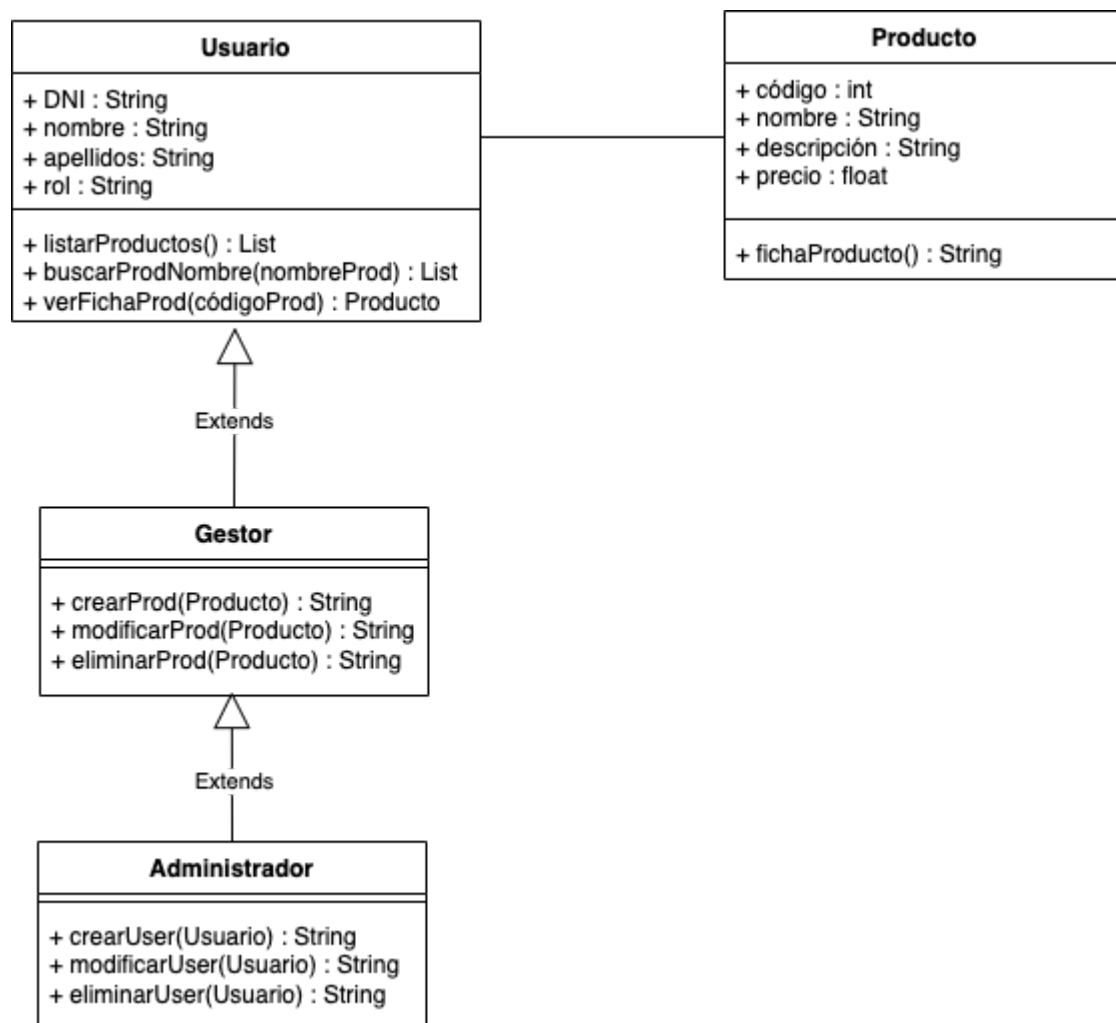 Usuario
+ DNI : String
+ nombre : String
+ apellidos: String
+ rol : String
+ listarProductos() : List
+ buscarProdNombre(nombreProd) : List
+ verFichaProd(códigoProd) : Producto
Producto
+ código : int
+ nombre : String
+ descripción : String
+ precio : float
+ fichaProducto() : String
Extends
Gestor
+ crearProd(Producto) : String
+ modificarProd(Producto) : String
+ eliminarProd(Producto) : String
Extends
Administrador
+ crearUser(Usuario) : String
+ modificarUser(Usuario) : String
+ eliminarUser(Usuario) : String